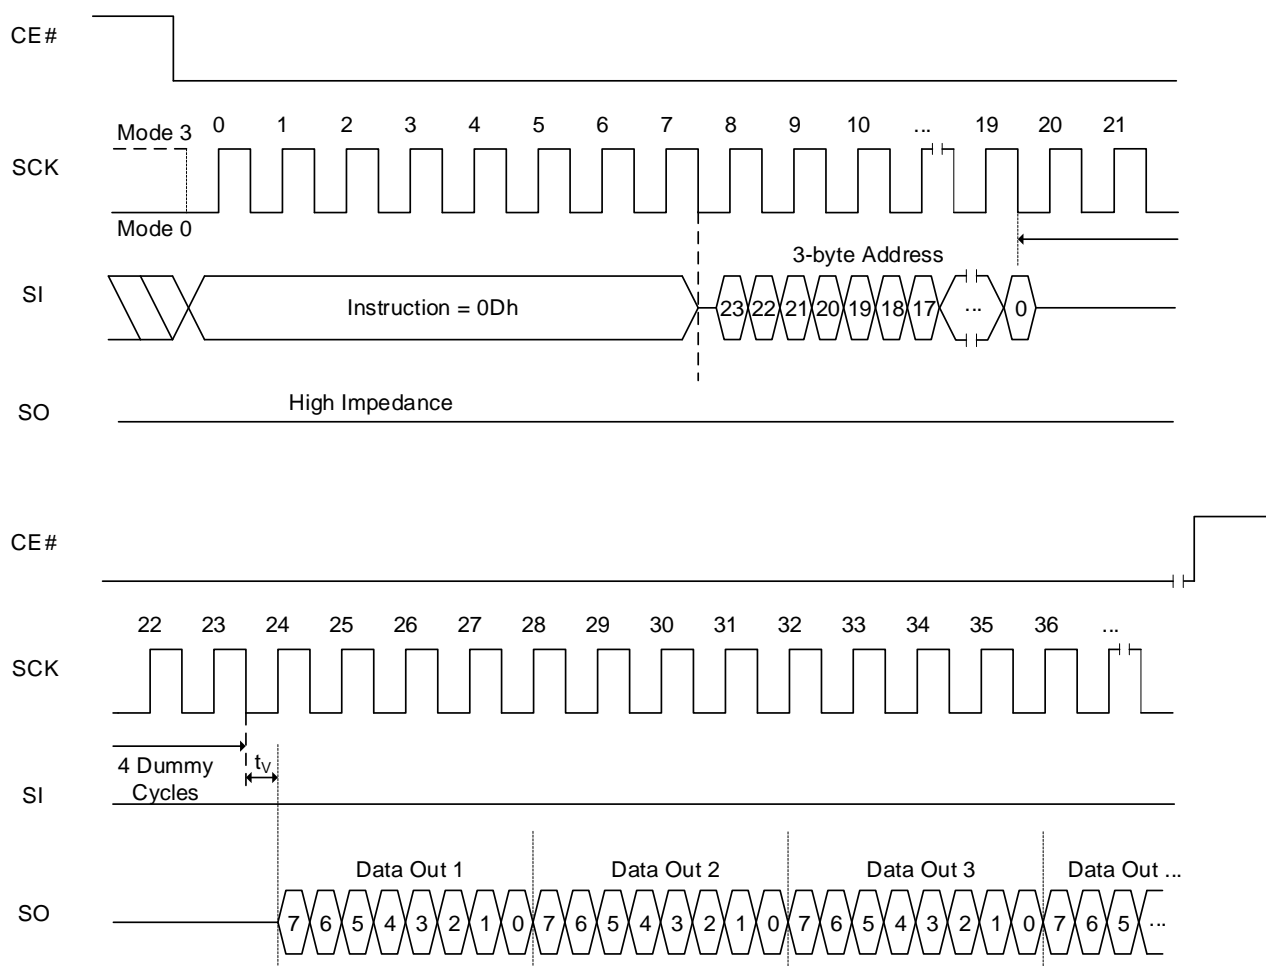 CE#
Mode 3 0 1 2 3 4 5 6 7 8 9 10 ... 19 20 21
SCK
Mode 0
3-byte Address
SI Instruction = 0Dh 23 22 21 20 19 18 17 ... 0
High Impedance
SO
CE#
22 23 24 25 26 27 28 29 30 31 32 33 34 35 36 ...
SCK
4 Dummy tV
Cycles
SI
Data Out 1 Data Out 2 Data Out 3 Data Out ...
SO 7 6 5 4 3 2 1 0 7 6 5 4 3 2 1 0 7 6 5 4 3 2 1 0 7 6 5 ...